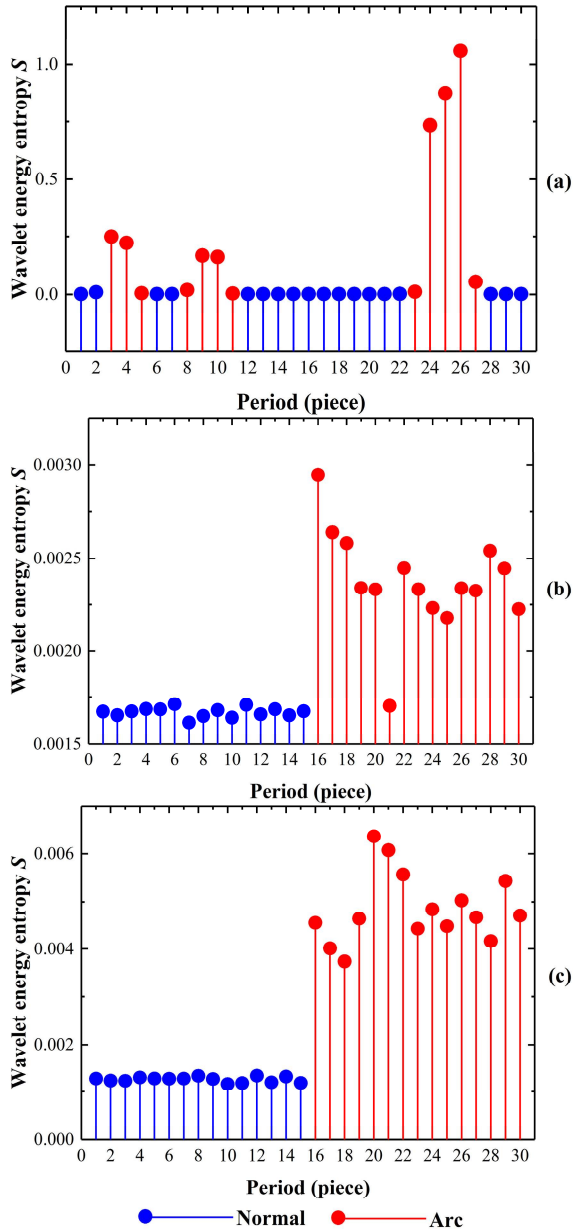 Wavelet energy entropy S
1.0
0.5
0.0
0 2 4 6 8 10 12 14 16 18 20 22 24 26 28 30
Period (piece)
(a)
Wavelet energy entropy S
0.0030
0.0025
0.0020
0.0015
0 2 4 6 8 10 12 14 16 18 20 22 24 26 28 30
Period (piece)
(b)
Wavelet energy entropy S
0.006
0.004
0.002
0.000
0 2 4 6 8 10 12 14 16 18 20 22 24 26 28 30
Period (piece)
(c)
Normal Arc